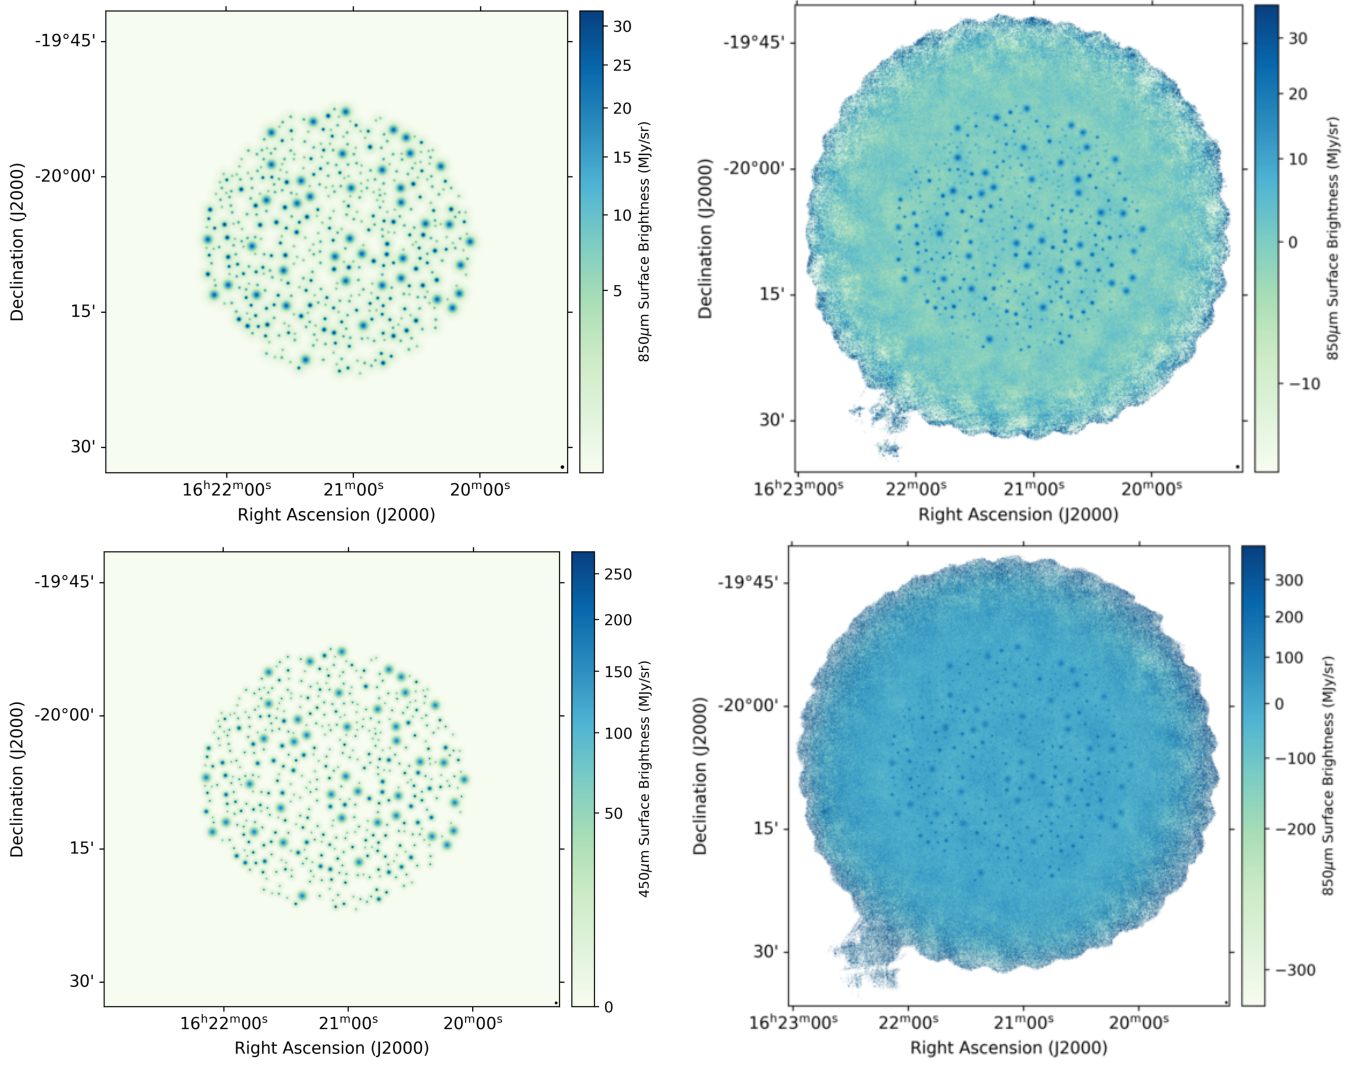 -19°45'
-20°00'
15'
30'
Declination (J2000)
16ʰ22ᵐ00ˢ 21ᵐ00ˢ 20ᵐ00ˢ
Right Ascension (J2000)
30
25
20
15
10
5
850μm Surface Brightness (MJy/sr)
-19°45'
-20°00'
15'
30'
Declination (J2000)
16ʰ23ᵐ00ˢ 22ᵐ00ˢ 21ᵐ00ˢ 20ᵐ00ˢ
Right Ascension (J2000)
30
20
10
0
−10
850μm Surface Brightness (MJy/sr)
-19°45'
-20°00'
15'
30'
Declination (J2000)
16ʰ22ᵐ00ˢ 21ᵐ00ˢ 20ᵐ00ˢ
Right Ascension (J2000)
250
200
150
100
50
0
450μm Surface Brightness (MJy/sr)
-19°45'
-20°00'
15'
30'
Declination (J2000)
16ʰ23ᵐ00ˢ 22ᵐ00ˢ 21ᵐ00ˢ 20ᵐ00ˢ
Right Ascension (J2000)
300
200
100
0
−100
−200
−300
850μm Surface Brightness (MJy/sr)